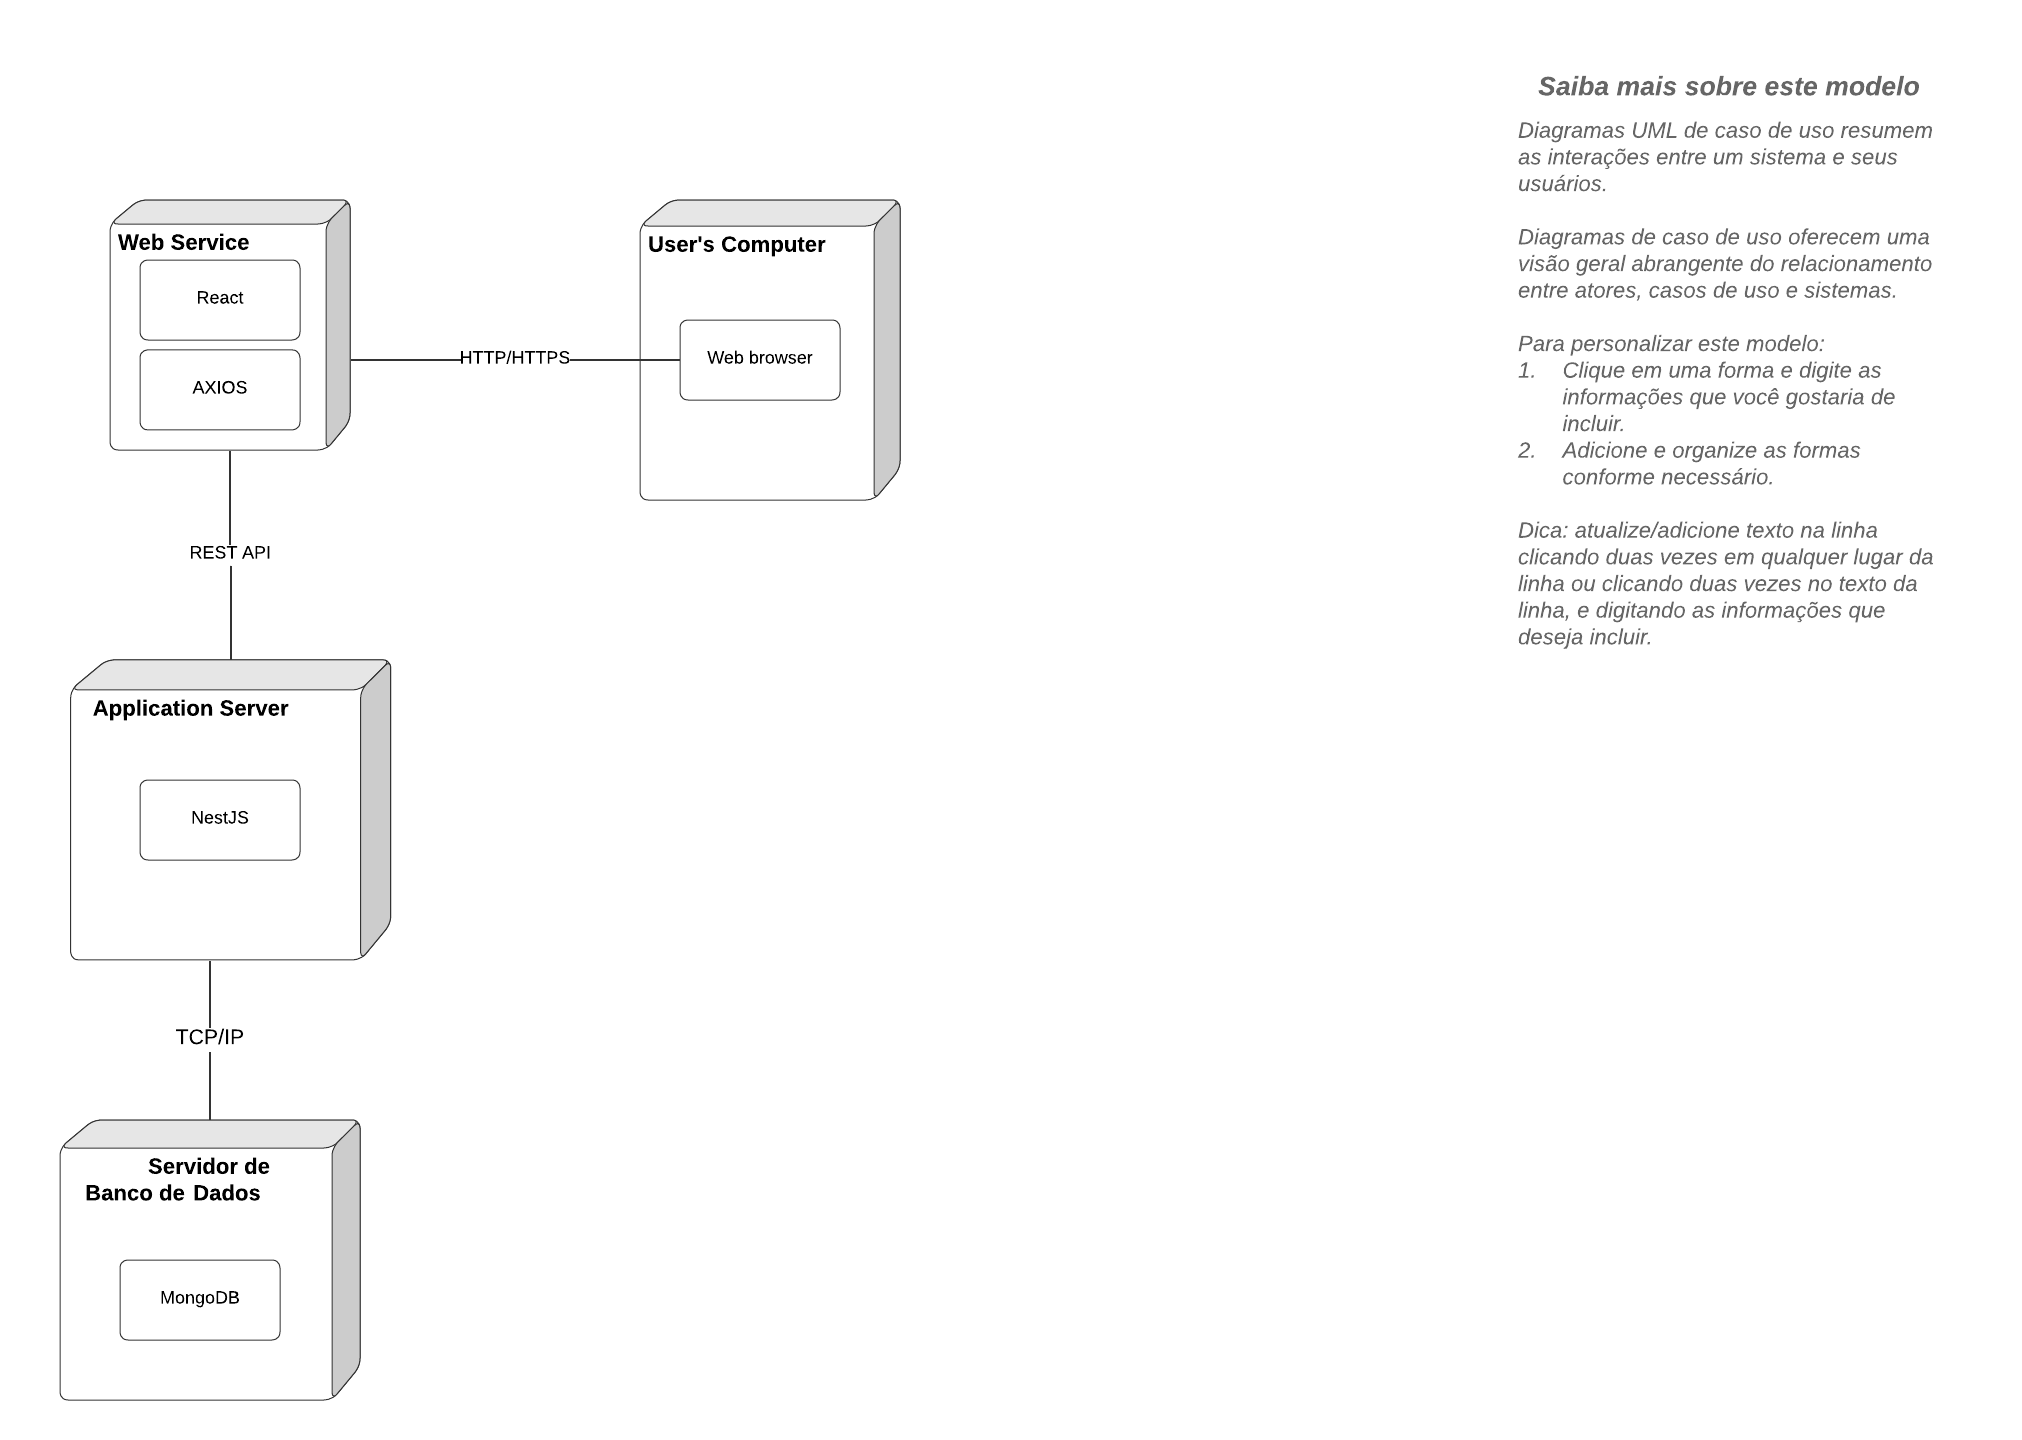 Web Service
React
AXIOS
HTTP/HTTPS
User's Computer
Web browser
REST API
Application Server
NestJS
TCP/IP
Servidor de
Banco de Dados
MongoDB
Saiba mais sobre este modelo
Diagramas UML de caso de uso resumem
as interações entre um sistema e seus
usuários.
Diagramas de caso de uso oferecem uma
visão geral abrangente do relacionamento
entre atores, casos de uso e sistemas.
Para personalizar este modelo:
1. Clique em uma forma e digite as
informações que você gostaria de
incluir.
2. Adicione e organize as formas
conforme necessário.
Dica: atualize/adicione texto na linha
clicando duas vezes em qualquer lugar da
linha ou clicando duas vezes no texto da
linha, e digitando as informações que
deseja incluir.